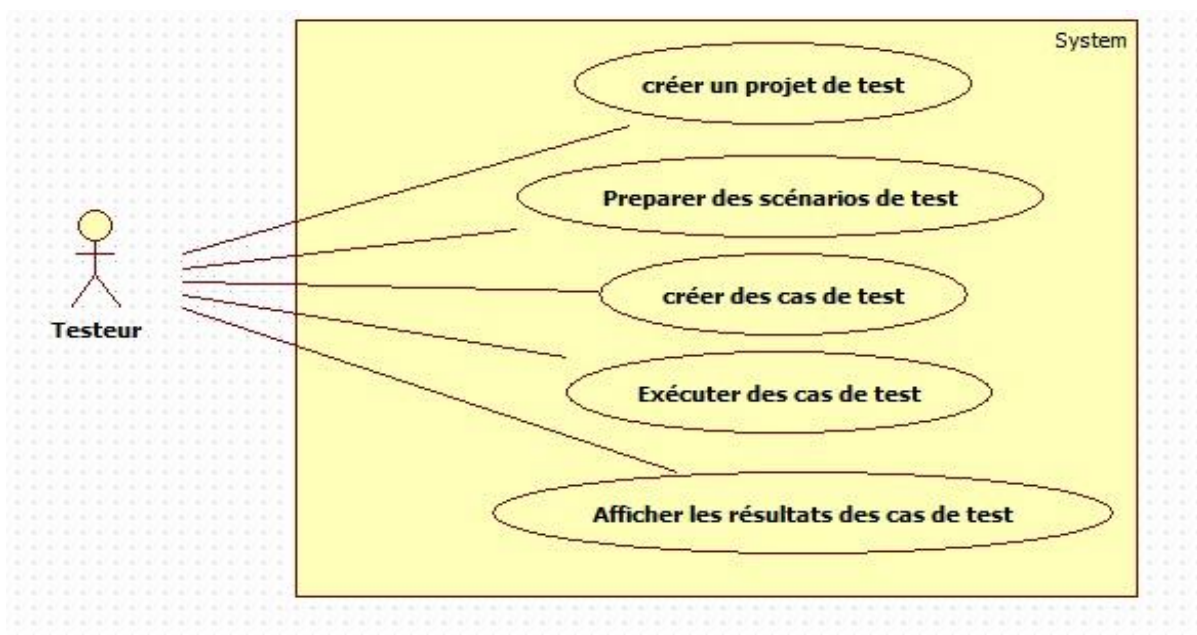 System
créer un projet de test
Preparer des scénarios de test
créer des cas de test
Testeur
Exécuter des cas de test
Afficher les résultats des cas de test